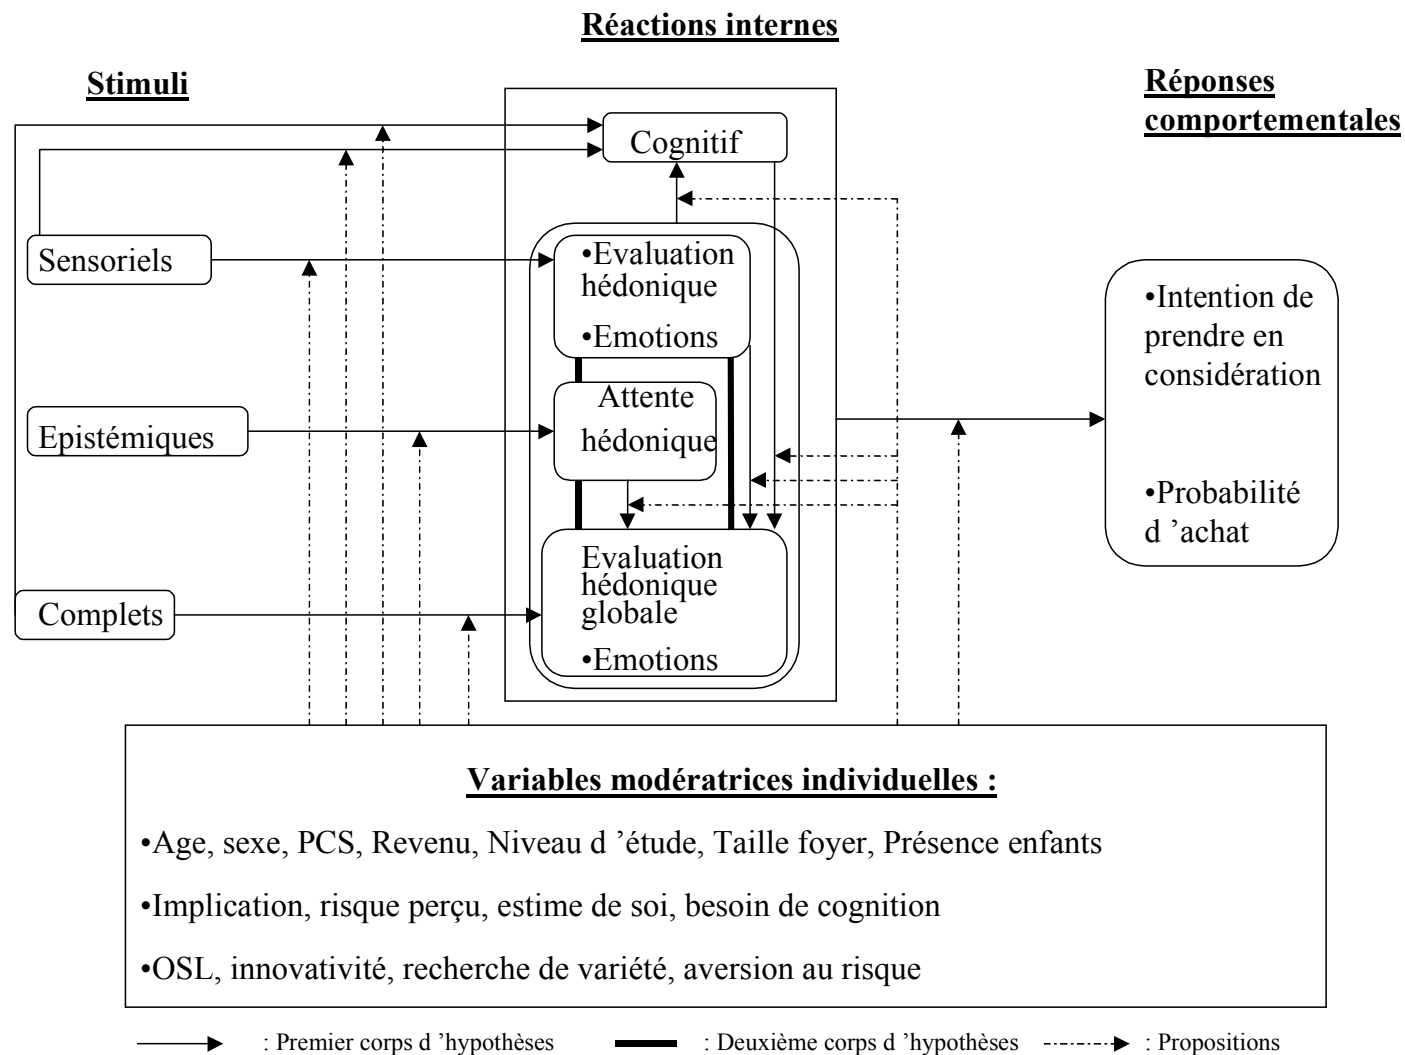 Réactions internes
Stimuli
Réponses
comportementales
Cognitif
Sensoriels
•Evaluation
hédonique
•Emotions
•Intention de
prendre en
considération
Attente
hédonique
Epistémiques
•Probabilité
d ’achat
Evaluation
hédonique
globale
•Emotions
Complets
Variables modératrices individuelles :
•Age, sexe, PCS, Revenu, Niveau d ’étude, Taille foyer, Présence enfants
•Implication, risque perçu, estime de soi, besoin de cognition
•OSL, innovativité, recherche de variété, aversion au risque
: Premier corps d ’hypothèses : Deuxième corps d ’hypothèses : Propositions